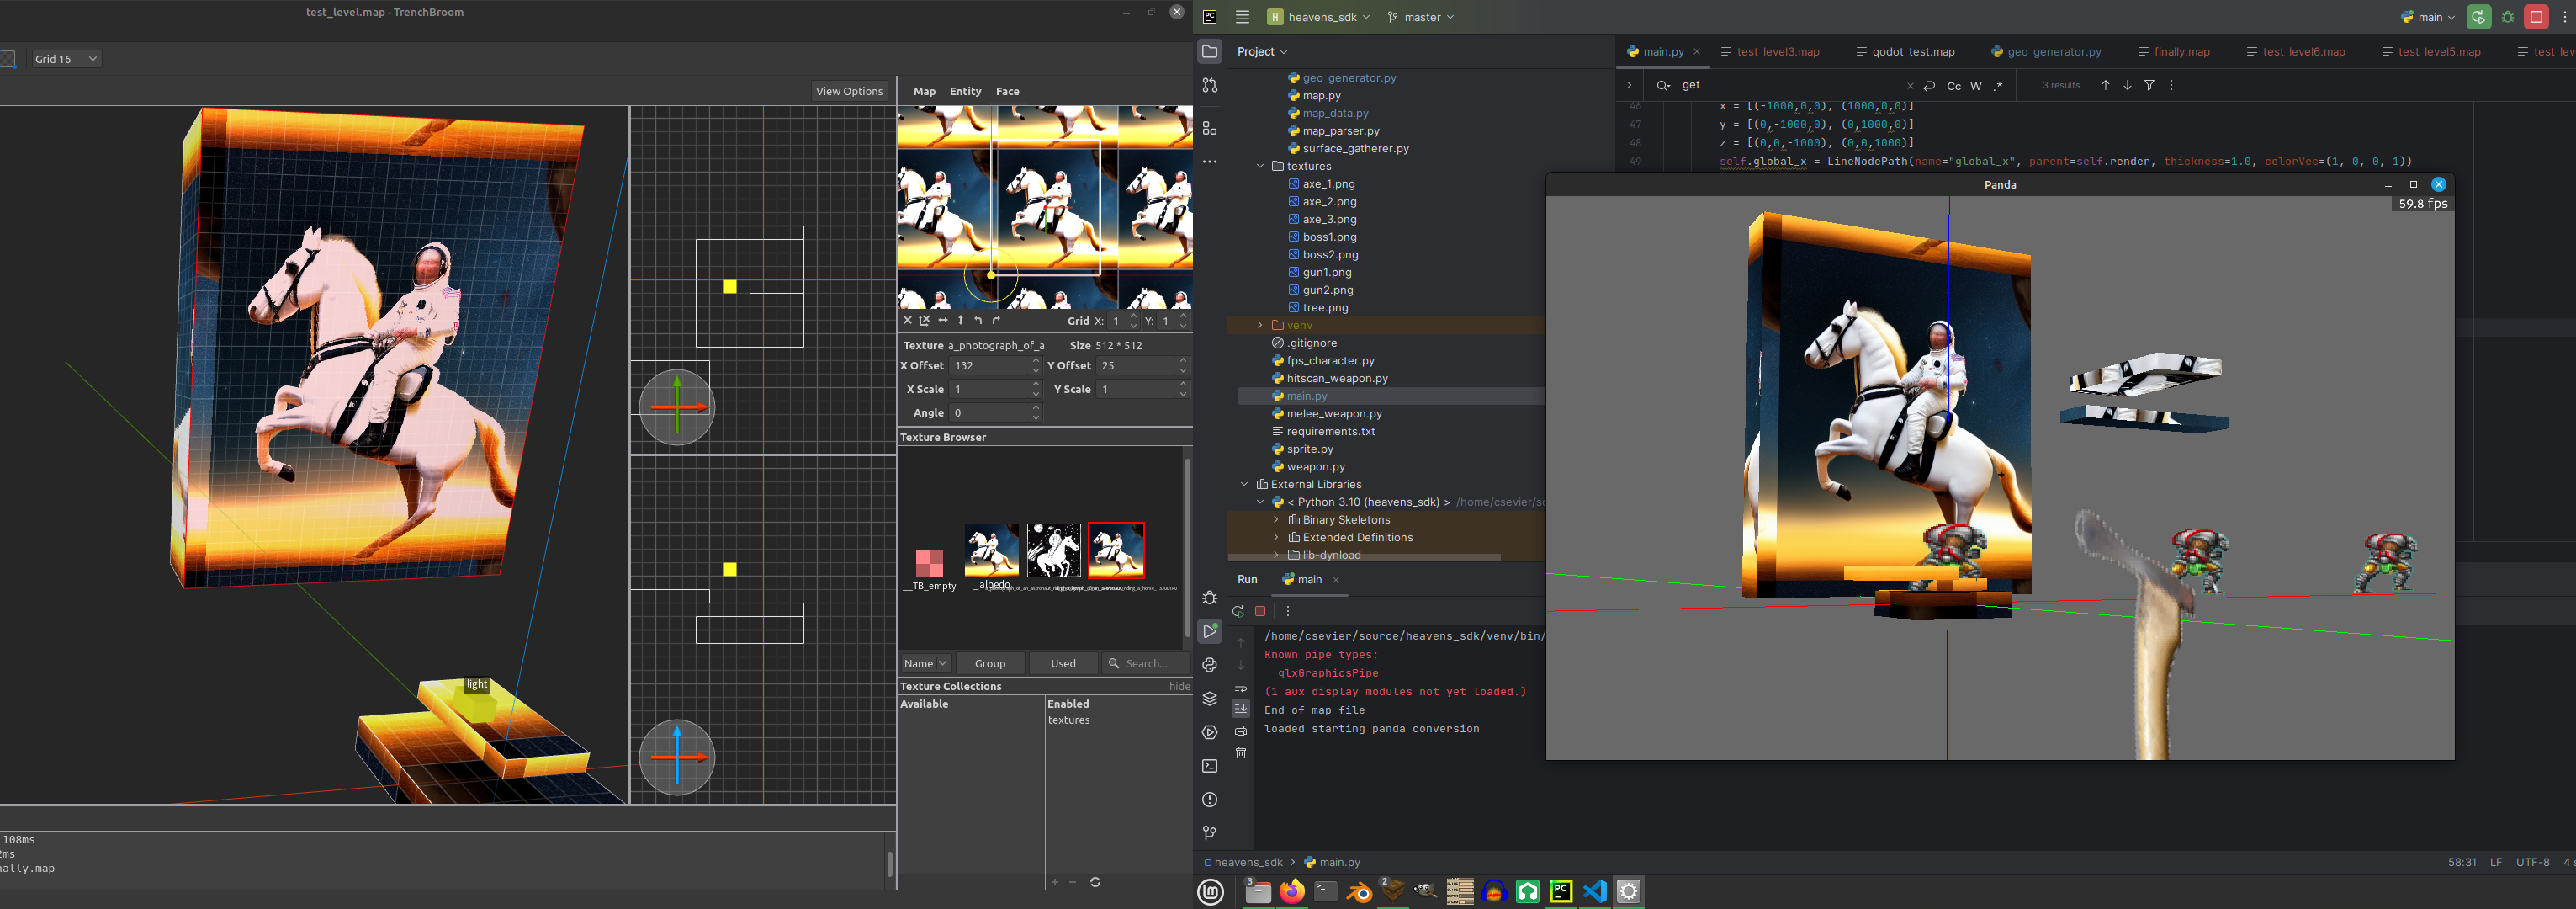 test_level.map - TrenchBroom
Grid 16
View Options
Map Entity Face
Grid X: 1 Y: 1
Texture a_photograph_of_a Size 512 * 512
X Offset 132 Y Offset 25
X Scale 1 Y Scale 1
Angle 0
Texture Browser
__TB_empty
_albedo
Name Group Used Search...
Texture Collections hide
Available Enabled
textures
light
108ms
2ms
nally.map
PC H heavens_sdk master main
Project
geo_generator.py
map.py
map_data.py
map_parser.py
surface_gatherer.py
textures
axe_1.png
axe_2.png
axe_3.png
boss1.png
boss2.png
gun1.png
gun2.png
tree.png
venv
.gitignore
fps_character.py
hitscan_weapon.py
main.py
melee_weapon.py
requirements.txt
sprite.py
weapon.py
External Libraries
< Python 3.10 (heavens_sdk) > /home/csevier/so
Binary Skeletons
Extended Definitions
lib-dynload
main.py test_level3.map qodot_test.map geo_generator.py finally.map test_level6.map test_level5.map test_lev
get Cc W .* 3 results
46 x = [(-1000,0,0), (1000,0,0)]
47 y = [(0,-1000,0), (0,1000,0)]
48 z = [(0,0,-1000), (0,0,1000)]
49 self.global_x = LineNodePath(name="global_x", parent=self.render, thickness=1.0, colorVec=(1, 0, 0, 1))
Panda
59.8 fps
Run main
/home/csevier/source/heavens_sdk/venv/bin/
Known pipe types:
glxGraphicsPipe
(1 aux display modules not yet loaded.)
End of map file
loaded starting panda conversion
heavens_sdk > main.py
58:31 LF UTF-8 4 s
3
2
PC